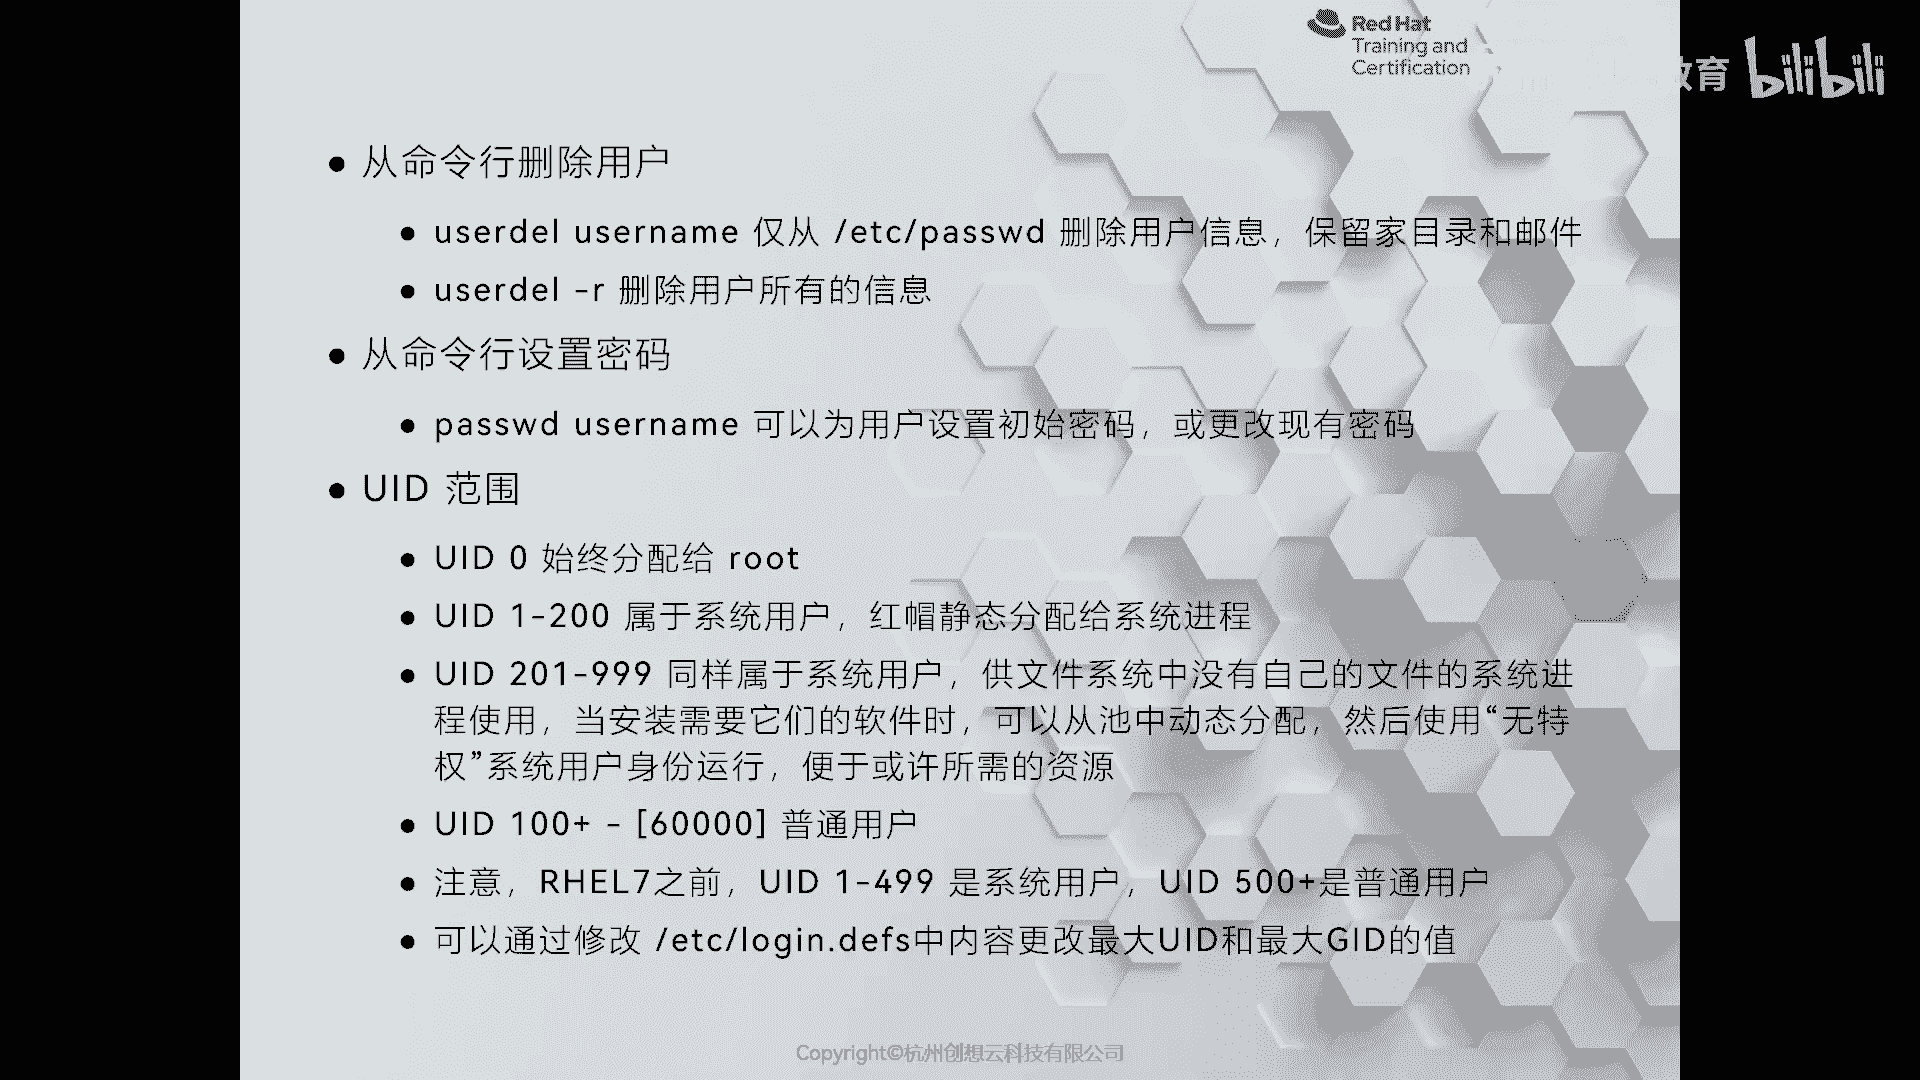 Red Hat
Training and
Certification
育 bilibili
• 从命令行删除用户
• userdel username 仅从 /etc/passwd 删除用户信息，保留家目录和邮件
• userdel -r 删除用户所有的信息
• 从命令行设置密码
• passwd username 可以为用户设置初始密码，或更改现有密码
• UID 范围
• UID 0 始终分配给 root
• UID 1-200 属于系统用户，红帽静态分配给系统进程
• UID 201-999 同样属于系统用户，供文件系统中没有自己的文件的系统进
程使用，当安装需要它们的软件时，可以从池中动态分配，然后使用“无特
权”系统用户身份运行，便于或许所需的资源
• UID 100+ - [60000] 普通用户
• 注意，RHEL7之前，UID 1-499 是系统用户，UID 500+是普通用户
• 可以通过修改 /etc/login.defs中内容更改最大UID和最大GID的值
Copyright©杭州创想云科技有限公司